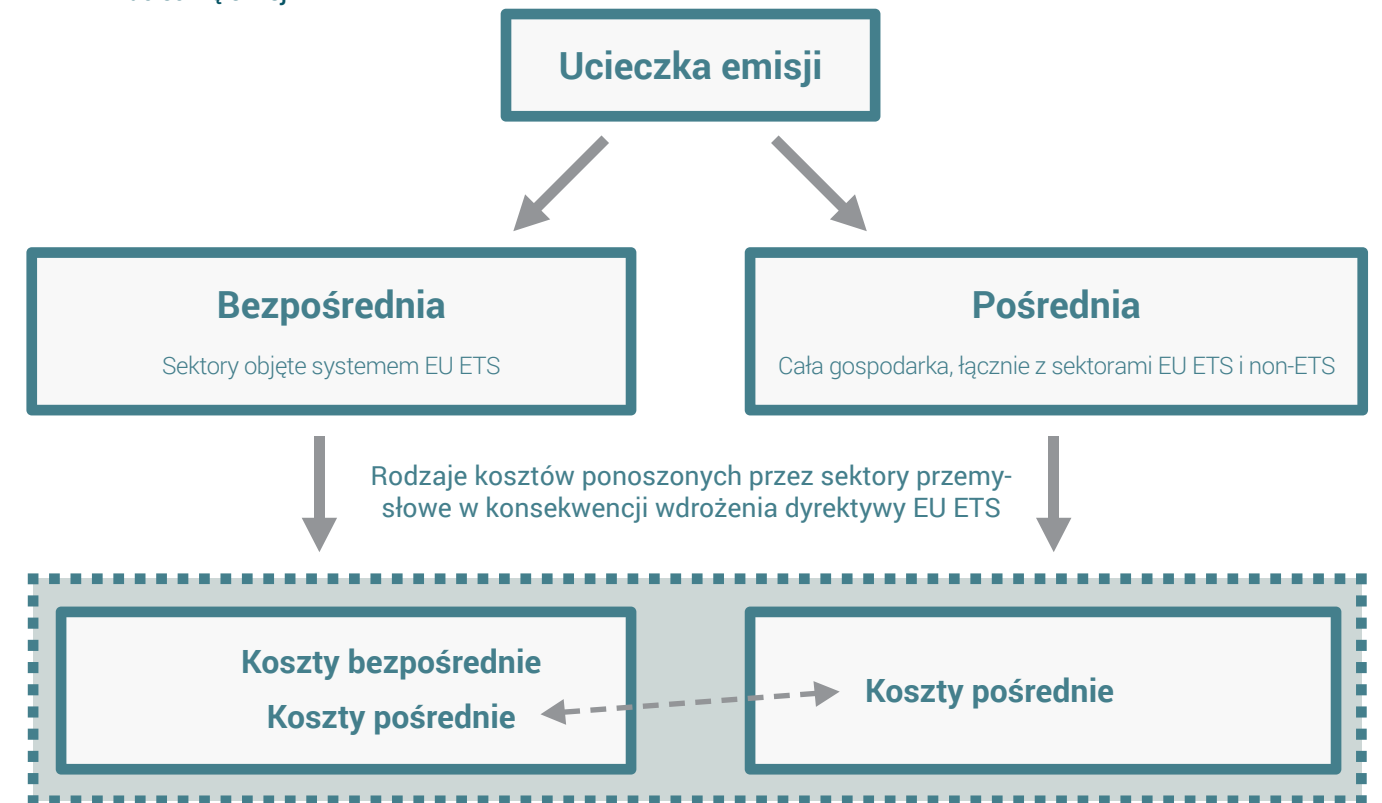 Ucieczka emisji
Bezpośrednia
Sektory objęte systemem EU ETS
Pośrednia
Cała gospodarka, łącznie z sektorami EU ETS i non-ETS
Rodzaje kosztów ponoszonych przez sektory przemy-
słowe w konsekwencji wdrożenia dyrektywy EU ETS
Koszty bezpośrednie
Koszty pośrednie
Koszty pośrednie